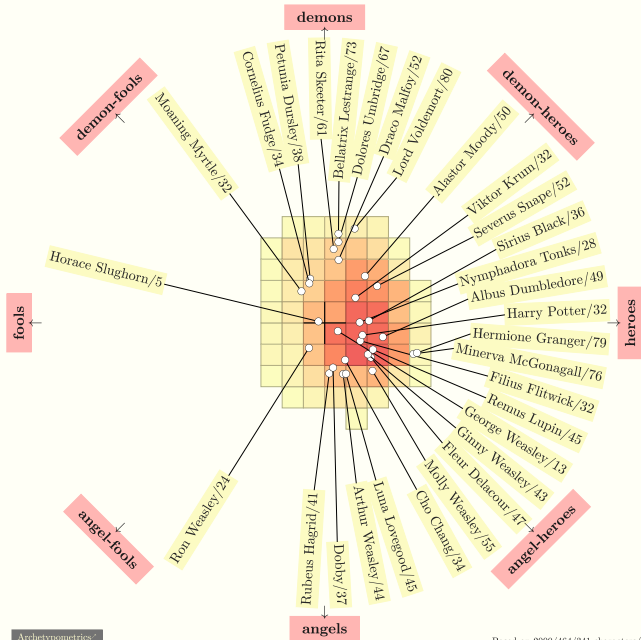 demons
demon-fools
demon-heroes
Moaning Myrtle/32
Cornelius Fudge/34
Petunia Dursley/38
Rita Skeeter/61
Bellatrix Lestrange/73
Dolores Umbridge/67
Draco Malfoy/52
Lord Voldemort/80
Alastor Moody/50
Viktor Krum/32
Severus Snape/52
Sirius Black/36
Nymphadora Tonks/28
Albus Dumbledore/49
Harry Potter/32
Horace Slughorn/5
fools
heroes
Hermione Granger/79
Minerva McGonagall/76
Filius Flitwick/32
Remus Lupin/45
George Weasley/13
Ginny Weasley/43
Fleur Delacour/47
Molly Weasley/55
Cho Chang/34
Luna Lovegood/45
Arthur Weasley/44
Dobby/37
Rubeus Hagrid/41
Ron Weasley/24
angel-fools
angel-heroes
angels
Archetypometrics